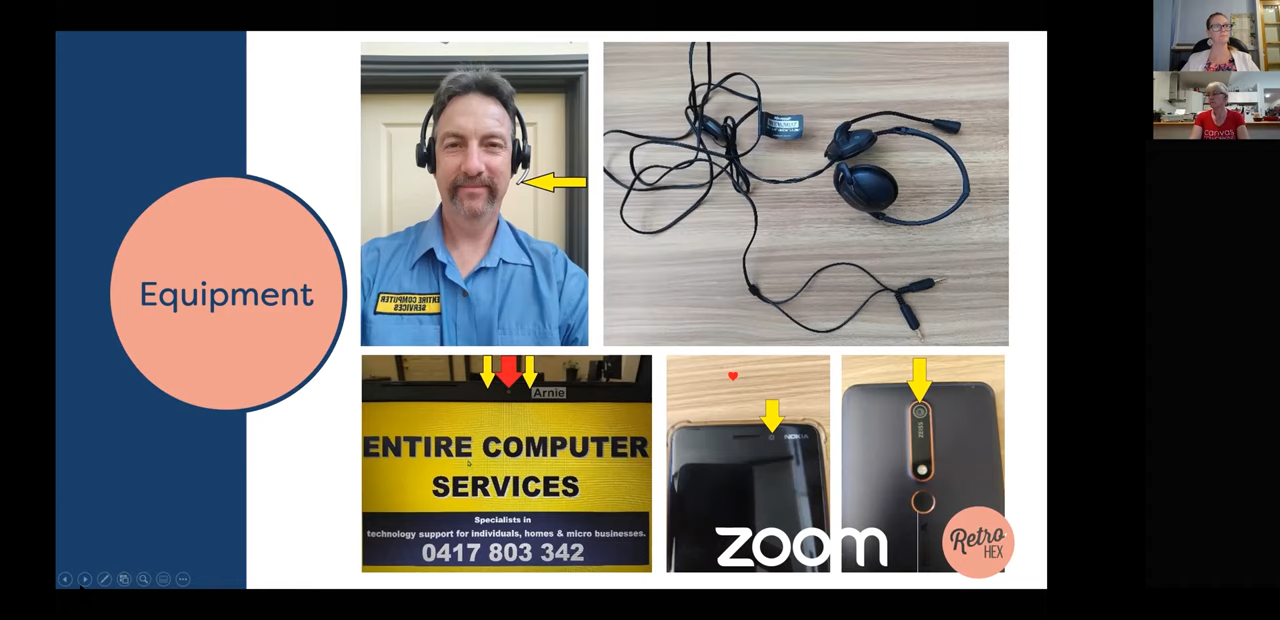 Equipment
ENTIRE COMPUTER
SERVICES
Arnie
ENTIRE COMPUTER
SERVICES
Specialists in
technology support for individuals, homes & micro businesses.
0417 803 342
NOKIA
ZEISS
zoom
Retro
HEX
canvas